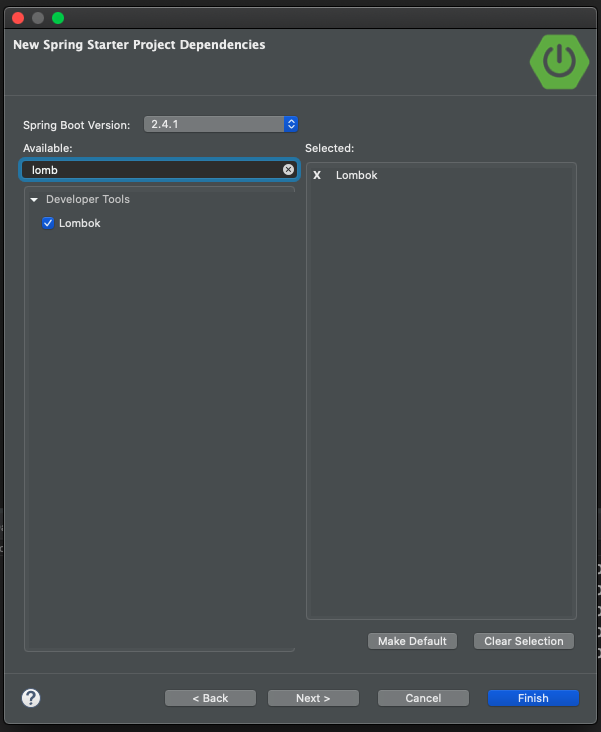 New Spring Starter Project Dependencies
Spring Boot Version: 2.4.1
Available:
Selected:
lomb
X Lombok
Developer Tools
Lombok
Make Default
Clear Selection
?
< Back
Next >
Cancel
Finish